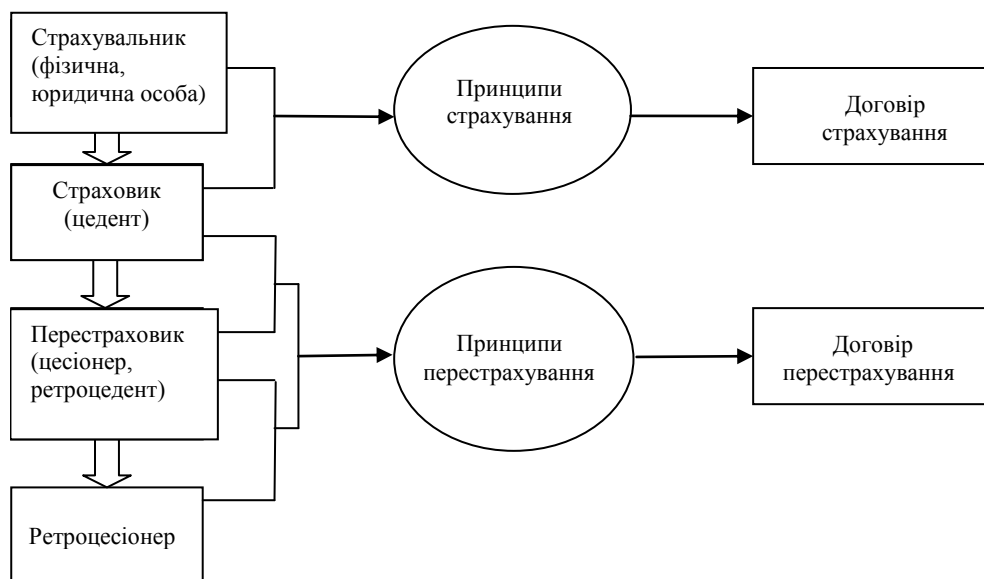 Страхувальник
(фізична,
юридична особа)
Принципи
страхування
Договір
страхування
Страховик
(цедент)
Перестраховик
(цесіонер,
ретроцедент)
Принципи
перестрахування
Договір
перестрахування
Ретроцесіонер